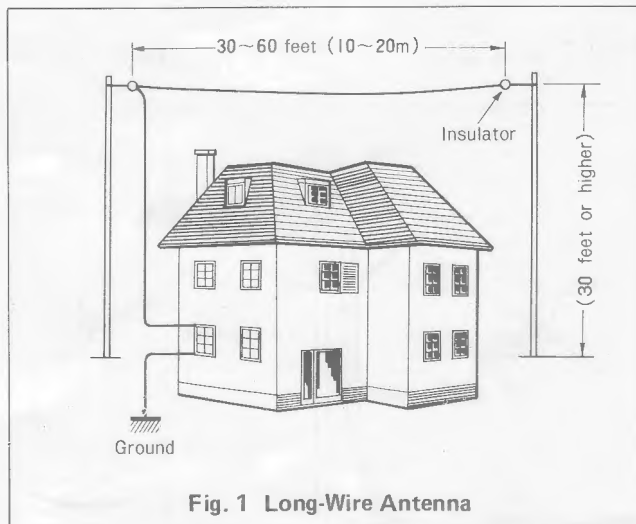 30~60 feet (10~20m)
Insulator
(30 feet or higher)
Ground
Fig. 1 Long-Wire Antenna